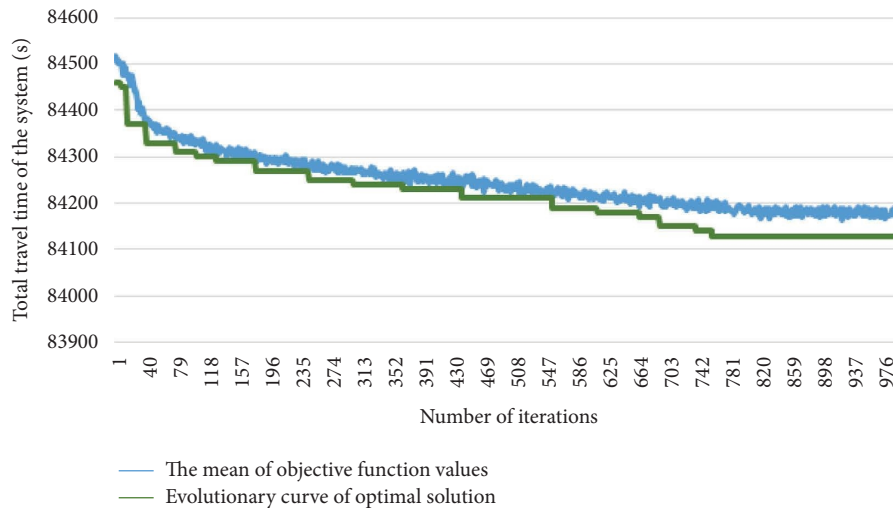 84600
84500
84400
84300
84200
84100
84000
83900
Total travel time of the system (s)
1 40 79 118 157 196 235 274 313 352 391 430 469 508 547 586 625 664 703 742 781 820 859 898 937 976
Number of iterations
The mean of objective function values
Evolutionary curve of optimal solution